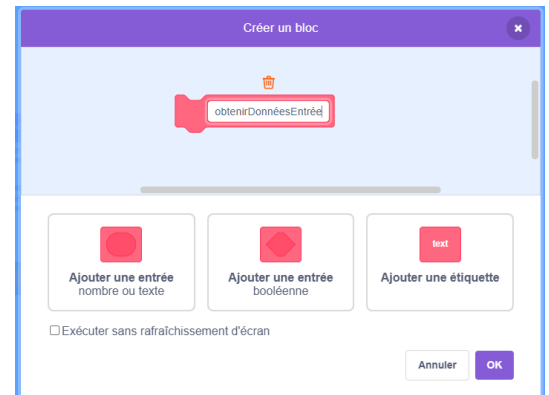 Créer un bloc
obtenirDonnéesEntrée
text
Ajouter une entrée
nombre ou texte
Ajouter une entrée
booléenne
Ajouter une étiquette
Exécuter sans rafraîchissement d'écran
Annuler
OK